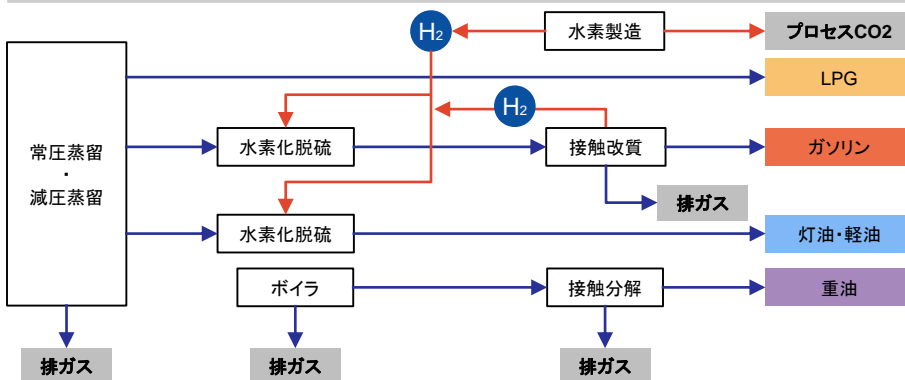 H2
水素製造
プロセスCO2
LPG
H2
常圧蒸留
・
減圧蒸留
水素化脱硫
接触改質
ガソリン
排ガス
水素化脱硫
灯油・軽油
ボイラ
接触分解
重油
排ガス
排ガス
排ガス